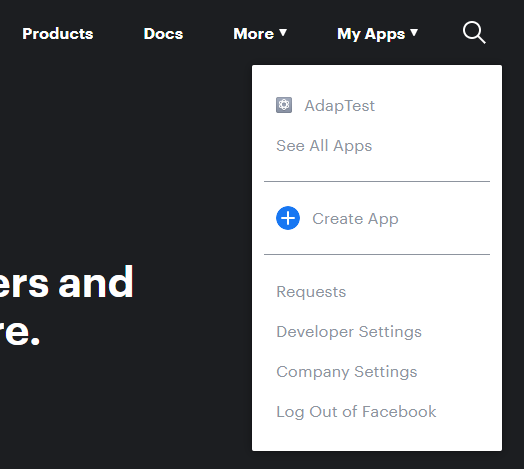 Products Docs More My Apps
AdapTest
See All Apps
Create App
ers and
re.
Requests
Developer Settings
Company Settings
Log Out of Facebook